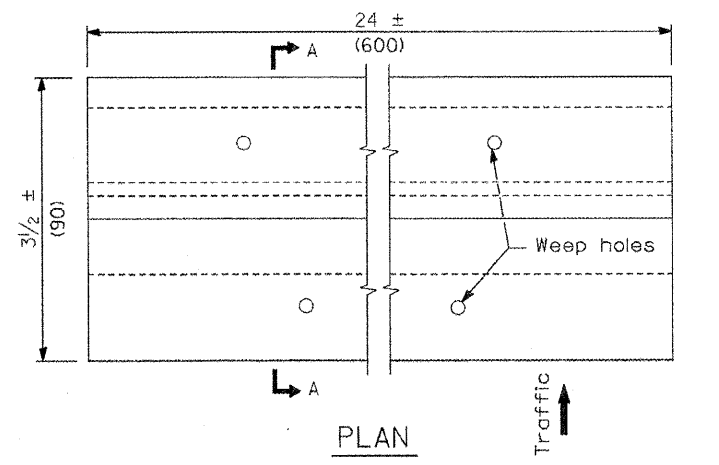 24 ±
(600)
A
3½ ±
(90)
Weep holes
A
Traffic
PLAN